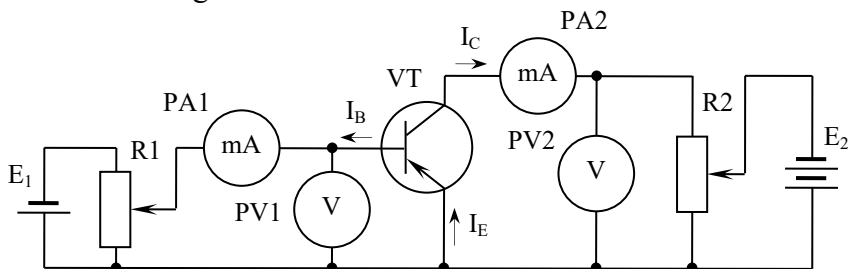 PA2
I_C
VT
mA
PA1
I_B
R2
R1
mA
PV2
E_2
E_1
V
PV1
V
I_E